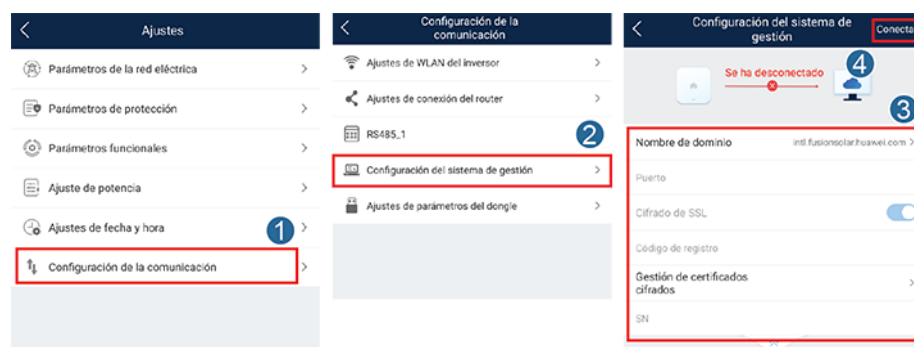 Ajustes
Parámetros de la red eléctrica
Parámetros de protección
Parámetros funcionales
Ajuste de potencia
Ajustes de fecha y hora
1
Configuración de la comunicación
Configuración de la
comunicación
Ajustes de WLAN del inversor
Ajustes de conexión del router
RS485_1
2
Configuración del sistema de gestión
Ajustes de parámetros del dongle
Configuración del sistema de
gestión
Conecta
Se ha desconectado
4
3
Nombre de dominio intl.fusionsolar.huawei.com
Puerto
Cifrado de SSL
Código de registro
Gestión de certificados
cifrados
SN